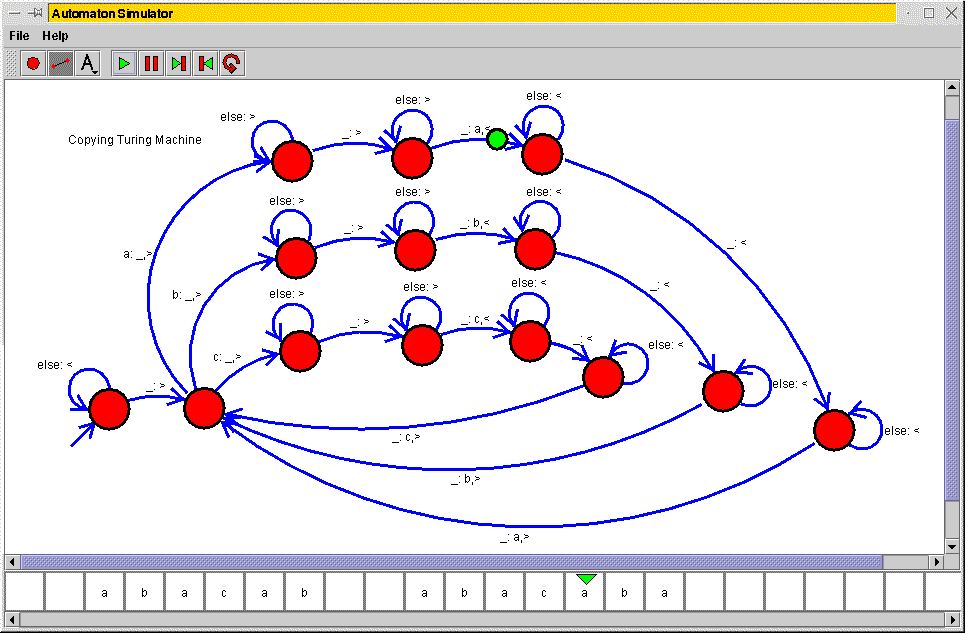 Automaton Simulator
File Help
A
else: <
else: > else: >
_: > _: a,<
Copying Turing Machine
else: > else: > else: <
_: > _: b,<
a: _,> _: <
else: > else: > else: <
b: _,> _: <
_: > _: c,<
else: < c: _,> _: < else: <
_: > else: <
_: c,> else: <
_: b,>
_: a,>
a b a c a b a b a c a b a